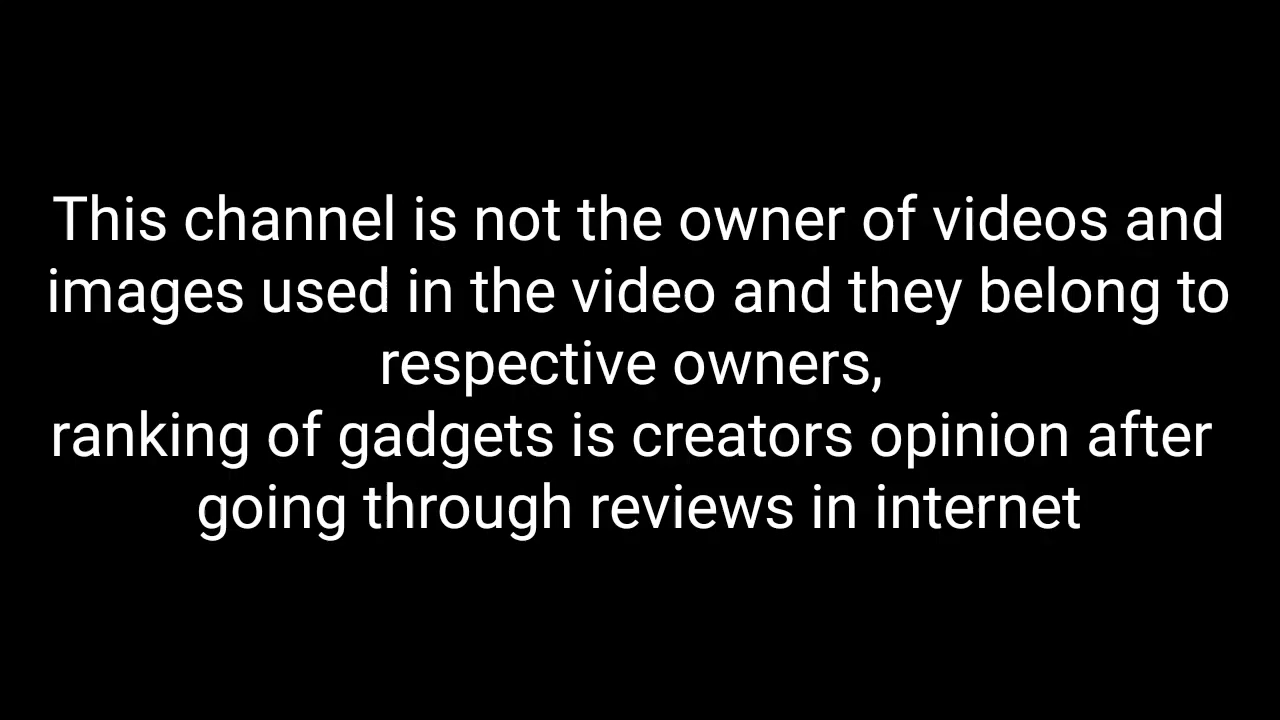 This channel is not the owner of videos and
images used in the video and they belong to
respective owners,
ranking of gadgets is creators opinion after
going through reviews in internet